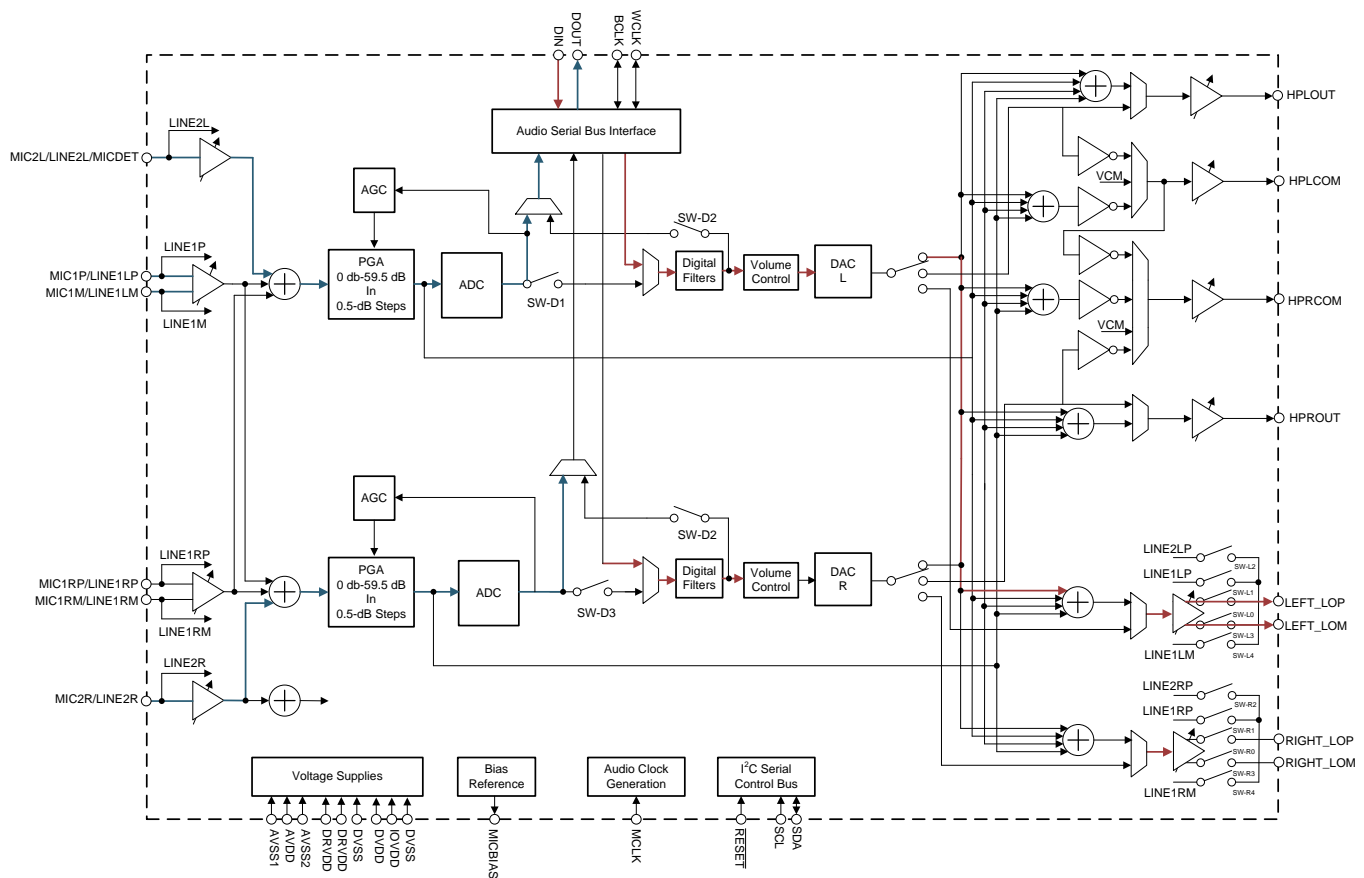 DIN
DOUT
BCLK
WCLK
Audio Serial Bus Interface
LINE2L
MIC2L/LINE2L/MICDET
AGC
SW-D2
LINE1P
MIC1P/LINE1LP
MIC1M/LINE1LM
LINE1M
PGA
0 db-59.5 dB
In
0.5-dB Steps
ADC
SW-D1
Digital
Filters
Volume
Control
DAC
L
HPLOUT
VCM
HPLCOM
HPRCOM
VCM
HPROUT
AGC
SW-D2
LINE1RP
MIC1RP/LINE1RP
MIC1RM/LINE1RM
LINE1RM
PGA
0 db-59.5 dB
In
0.5-dB Steps
ADC
SW-D3
Digital
Filters
Volume
Control
DAC
R
LINE2LP
SW-L2
LINE1LP
SW-L1
LEFT_LOP
SW-L0
LEFT_LOM
SW-L3
LINE1LM
SW-L4
LINE2R
MIC2R/LINE2R
LINE2RP
SW-R2
LINE1RP
SW-R1
RIGHT_LOP
SW-R0
RIGHT_LOM
SW-R3
LINE1RM
SW-R4
Voltage Supplies
Bias
Reference
Audio Clock
Generation
I²C Serial
Control Bus
AVSS1
AVDD
AVSS2
DRVDD
DRVDD
DVSS
DVDD
IOVDD
DVSS
MICBIAS
MCLK
RESET
SCL
SDA